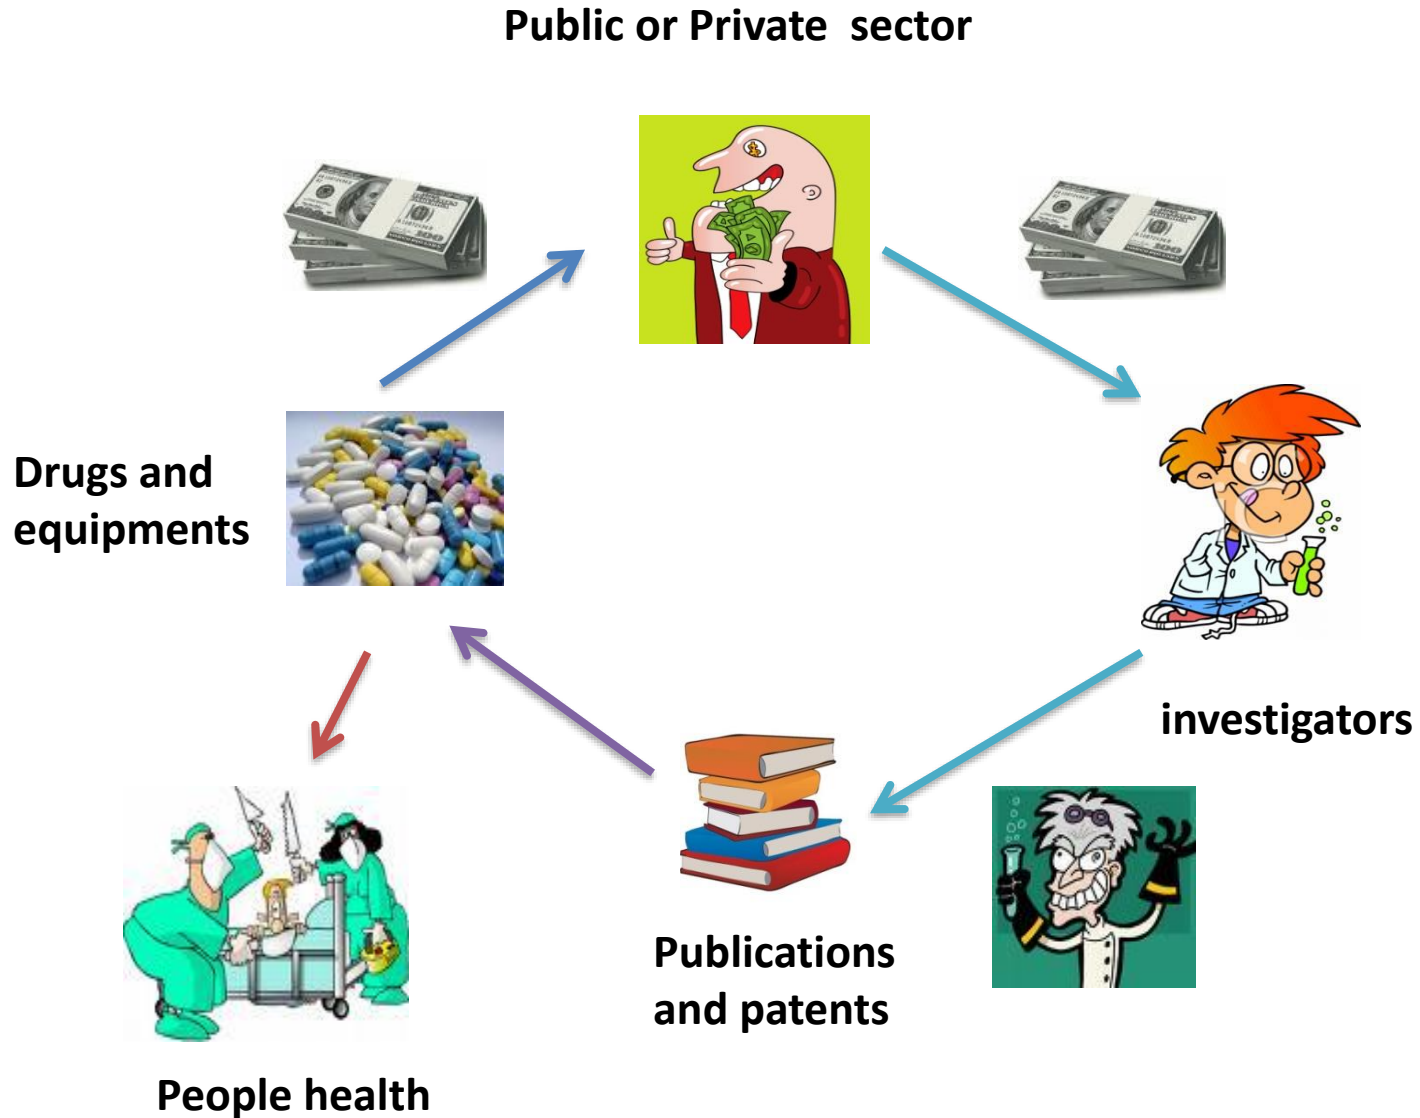 Public or Private  sector
Drugs and
equipments
investigators
Publications
and patents
People health